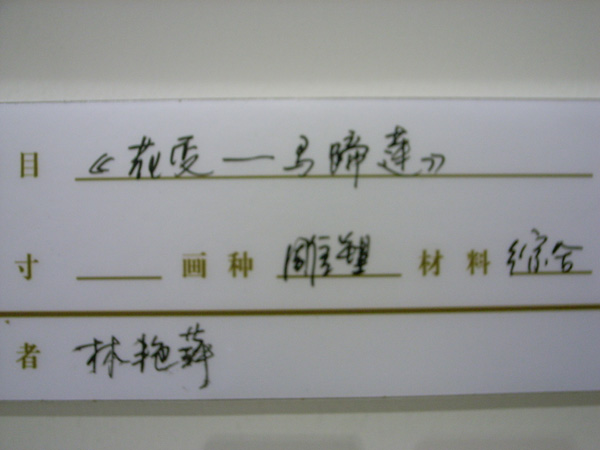 目 《花变—马蹄莲》
寸 画种 雕塑 材料 综合
者 林艳萍